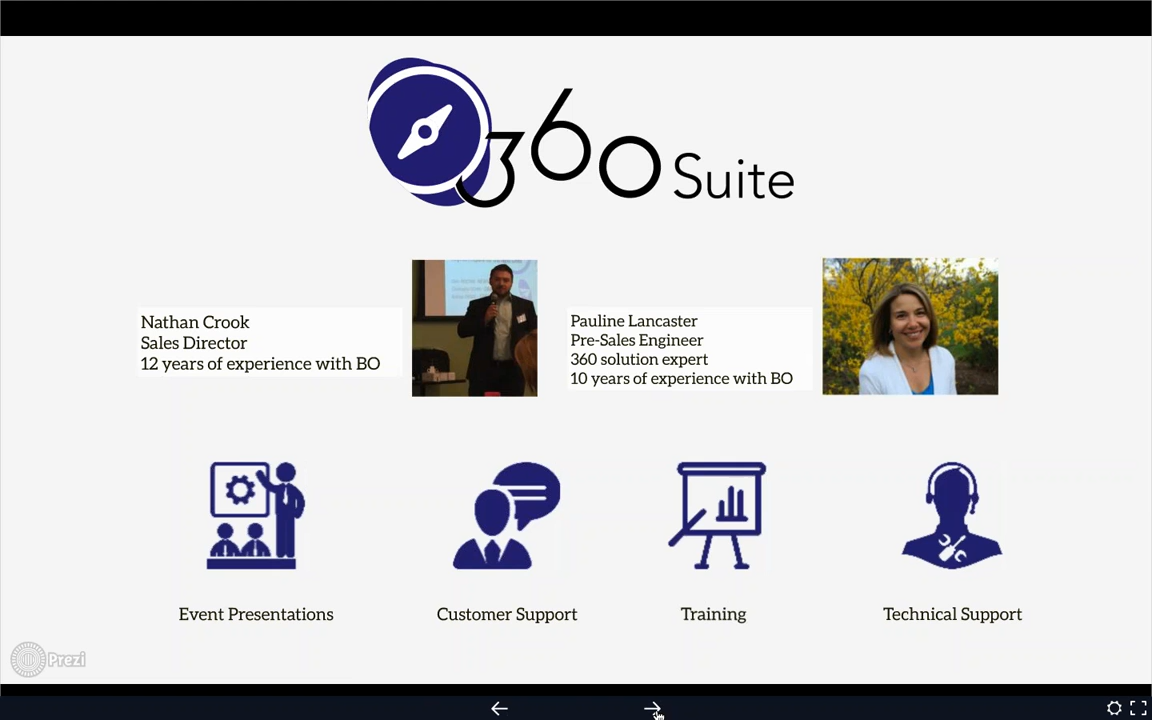 360 Suite
Nathan Crook
Sales Director
12 years of experience with BO
Pauline Lancaster
Pre-Sales Engineer
360 solution expert
10 years of experience with BO
Event Presentations
Customer Support
Training
Technical Support
Prezi